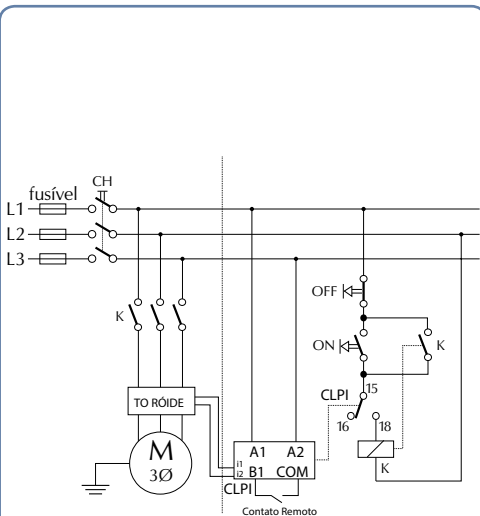 fusível
CH
L1
L2
L3
K
OFF
ON
K
15
CLPI
16
18
K
TO RÓIDE
M
3Ø
A1 A2
i1
i2
B1 COM
CLPI
Contato Remoto